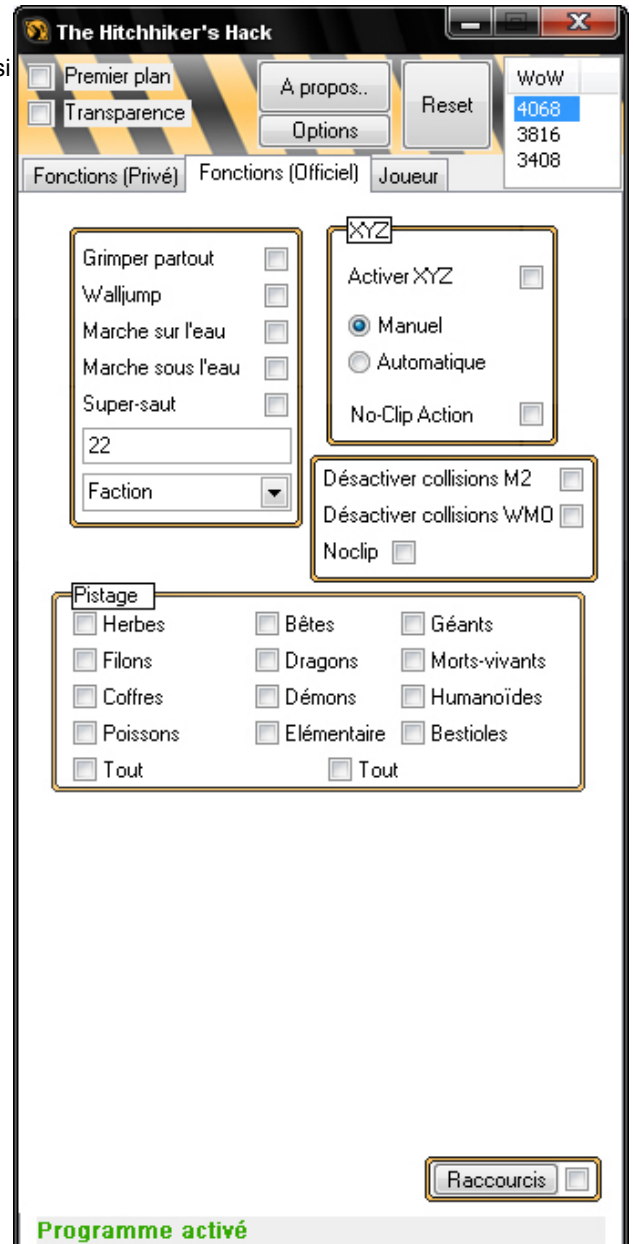 The Hitchhiker's Hack
si
Premier plan
Transparence
A propos..
Options
Reset
WoW
4068
3816
3408
Fonctions (Privé)
Fonctions (Officiel)
Joueur
Grimper partout
Walljump
Marche sur l'eau
Marche sous l'eau
Super-saut
22
Faction
XYZ
Activer XYZ
Manuel
Automatique
No-Clip Action
Désactiver collisions M2
Désactiver collisions WMO
Noclip
Pistage
Herbes
Bêtes
Géants
Filons
Dragons
Morts-vivants
Coffres
Démons
Humanoïdes
Poissons
Elémentaire
Bestioles
Tout
Tout
Raccourcis
Programme activé